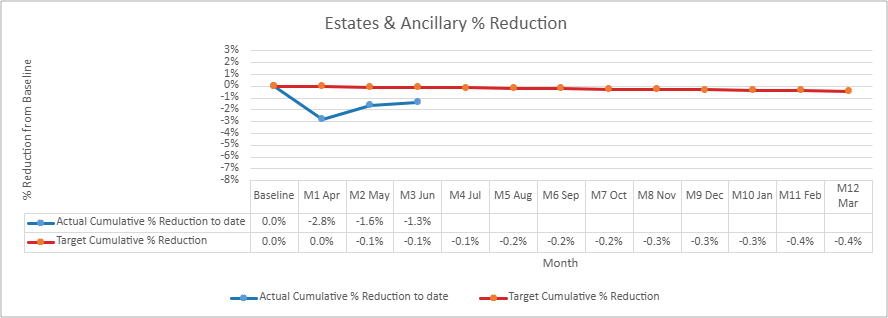 Estates & Ancillary % Reduction
% Reduction from Baseline
3%
2%
1%
0%
-1%
-2%
-3%
-4%
-5%
-6%
-7%
-8%
Baseline M1 Apr M2 May M3 Jun M4 Jul M5 Aug M6 Sep M7 Oct M8 Nov M9 Dec M10 Jan M11 Feb M12 Mar
Actual Cumulative % Reduction to date 0.0% -2.8% -1.6% -1.3%
Target Cumulative % Reduction 0.0% 0.0% -0.1% -0.1% -0.1% -0.2% -0.2% -0.2% -0.3% -0.3% -0.3% -0.4% -0.4%
Month
Actual Cumulative % Reduction to date Target Cumulative % Reduction